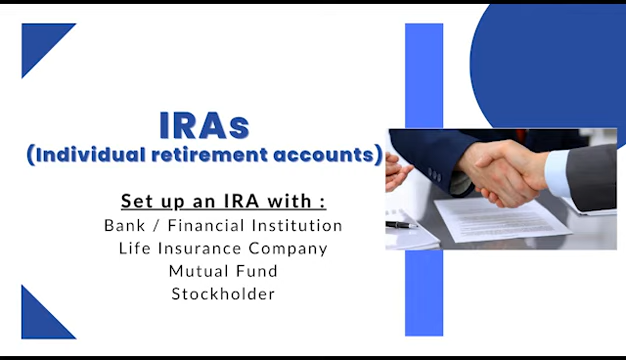 IRAs
(Individual retirement accounts)
Set up an IRA with :
Bank / Financial Institution
Life Insurance Company
Mutual Fund
Stockholder